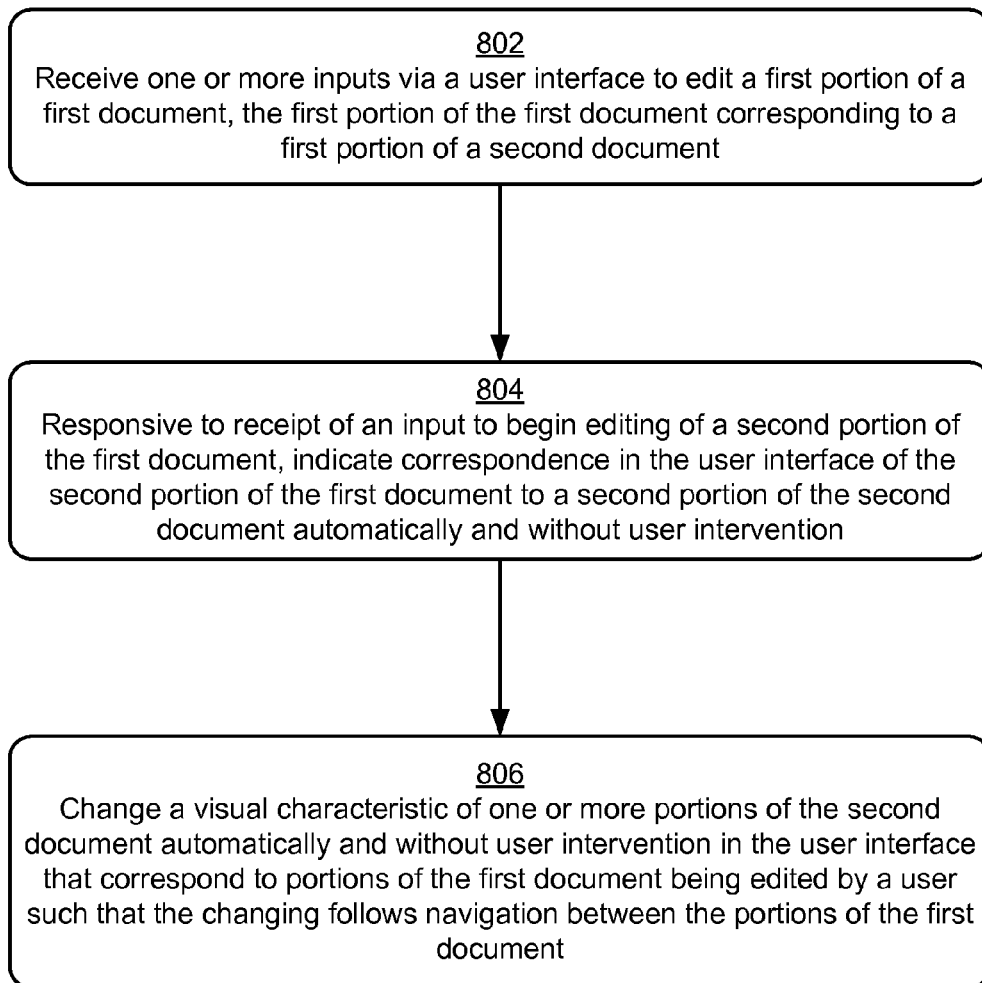 802
Receive one or more inputs via a user interface to edit a first portion of a
first document, the first portion of the first document corresponding to a
first portion of a second document
804
Responsive to receipt of an input to begin editing of a second portion of
the first document, indicate correspondence in the user interface of the
second portion of the first document to a second portion of the second
document automatically and without user intervention
806
Change a visual characteristic of one or more portions of the second
document automatically and without user intervention in the user interface
that correspond to portions of the first document being edited by a user
such that the changing follows navigation between the portions of the first
document